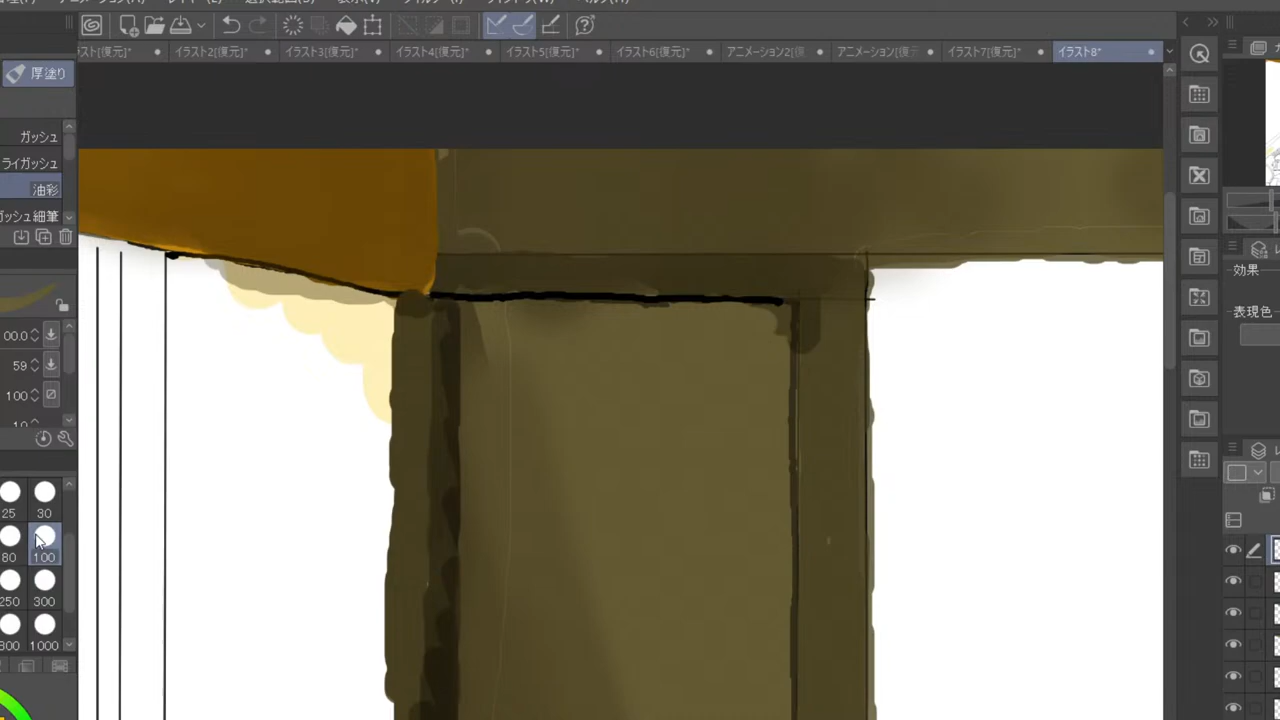 スト[復元]* イラスト2[復元]* イラスト3[復元]* イラスト4[復元]* イラスト5[復元]* イラスト6[復元]* アニメーション2[復 アニメーション[復元 イラスト7[復元]* イラスト8*
厚塗り
ガッシュ
ライガッシュ
油彩
ガッシュ細筆
効果
表現色
00.0
59
100
25 30
80 100
250 300
800 1000